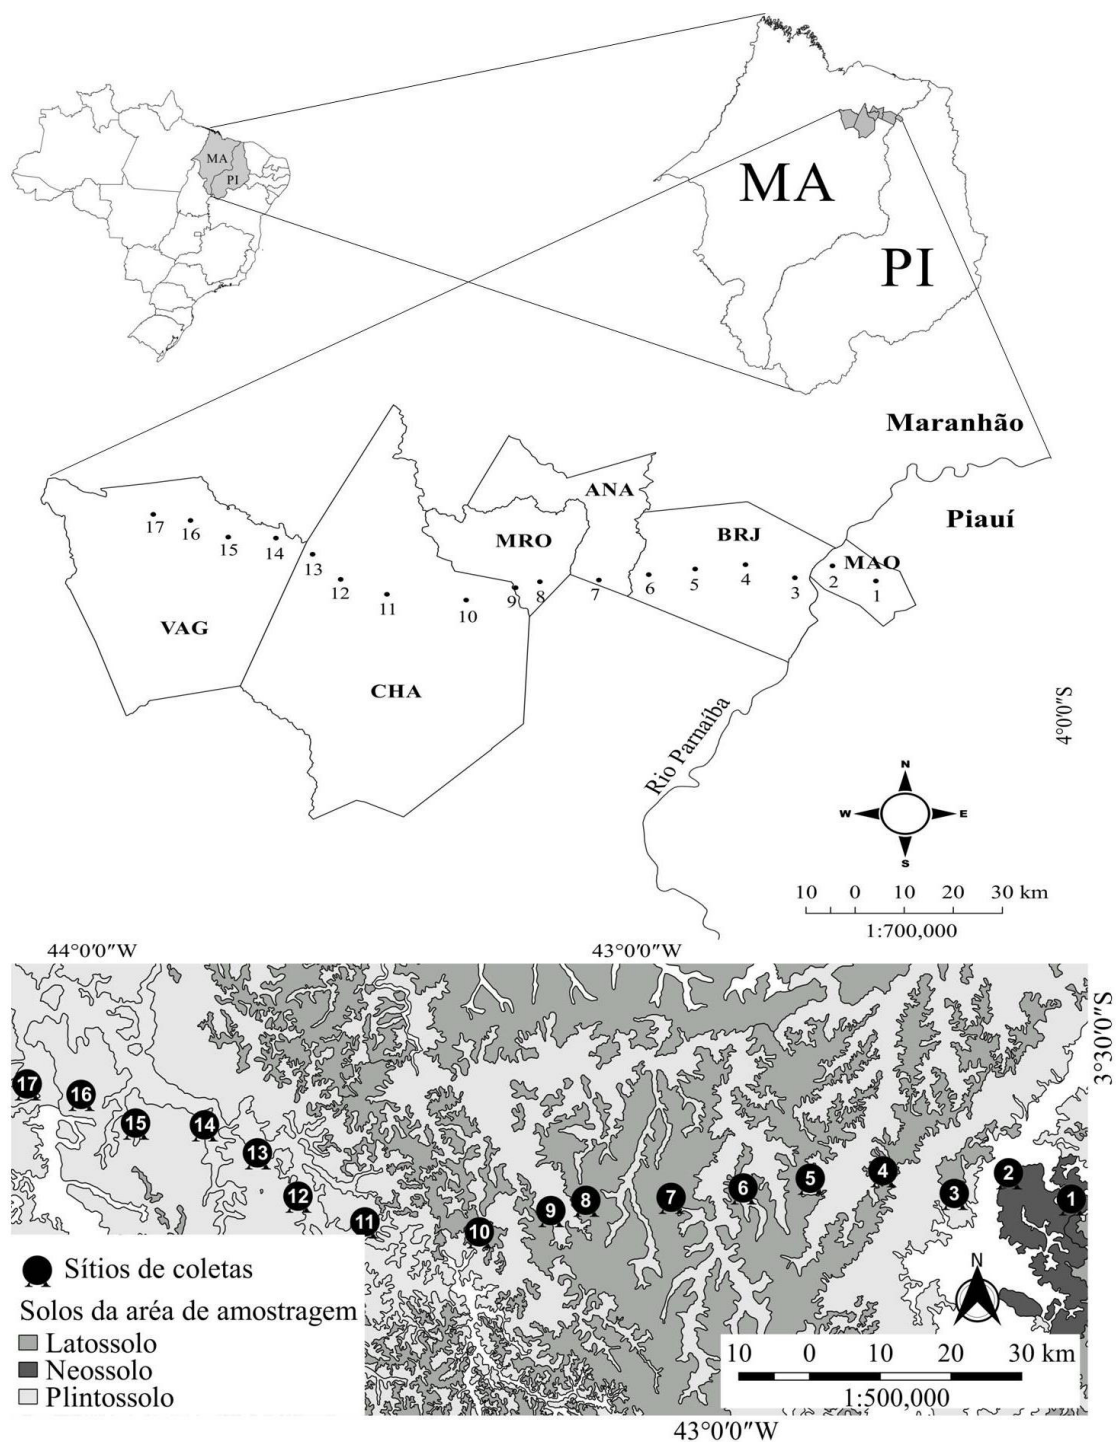 MA
PI
MA
PI
Maranhão
Piauí
ANA
MRO
BRJ
MAO
VAG
CHA
17
16
15
14
13
12
11
10
9
8
7
6
5
4
3
2
1
Rio Parnaíba
4°0'0"S
N
W
E
S
10 0 10 20 30 km
1:700,000
44°0'0"W
43°0'0"W
3°30'0"S
17
16
15
14
13
12
11
10
9
8
7
6
5
4
3
2
1
Sítios de coletas
Solos da aréa de amostragem
Latossolo
Neossolo
Plintossolo
N
10 0 10 20 30 km
1:500,000
43°0'0"W